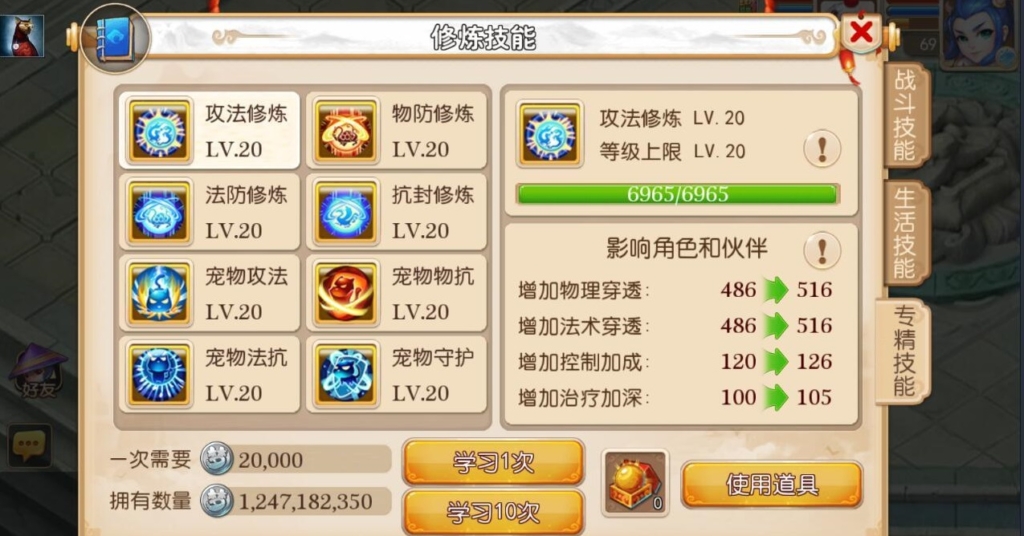 修炼技能
69
攻法修炼
LV.20
物防修炼
LV.20
法防修炼
LV.20
抗封修炼
LV.20
宠物攻法
LV.20
宠物物抗
LV.20
宠物法抗
LV.20
宠物守护
LV.20
攻法修炼 LV.20
等级上限 LV.20
6965/6965
影响角色和伙伴
增加物理穿透: 486 516
增加法术穿透: 486 516
增加控制加成: 120 126
增加治疗加深: 100 105
战斗技能
生活技能
专精技能
好友
一次需要 20,000
拥有数量 1,247,182,350
学习1次
学习10次
0
使用道具